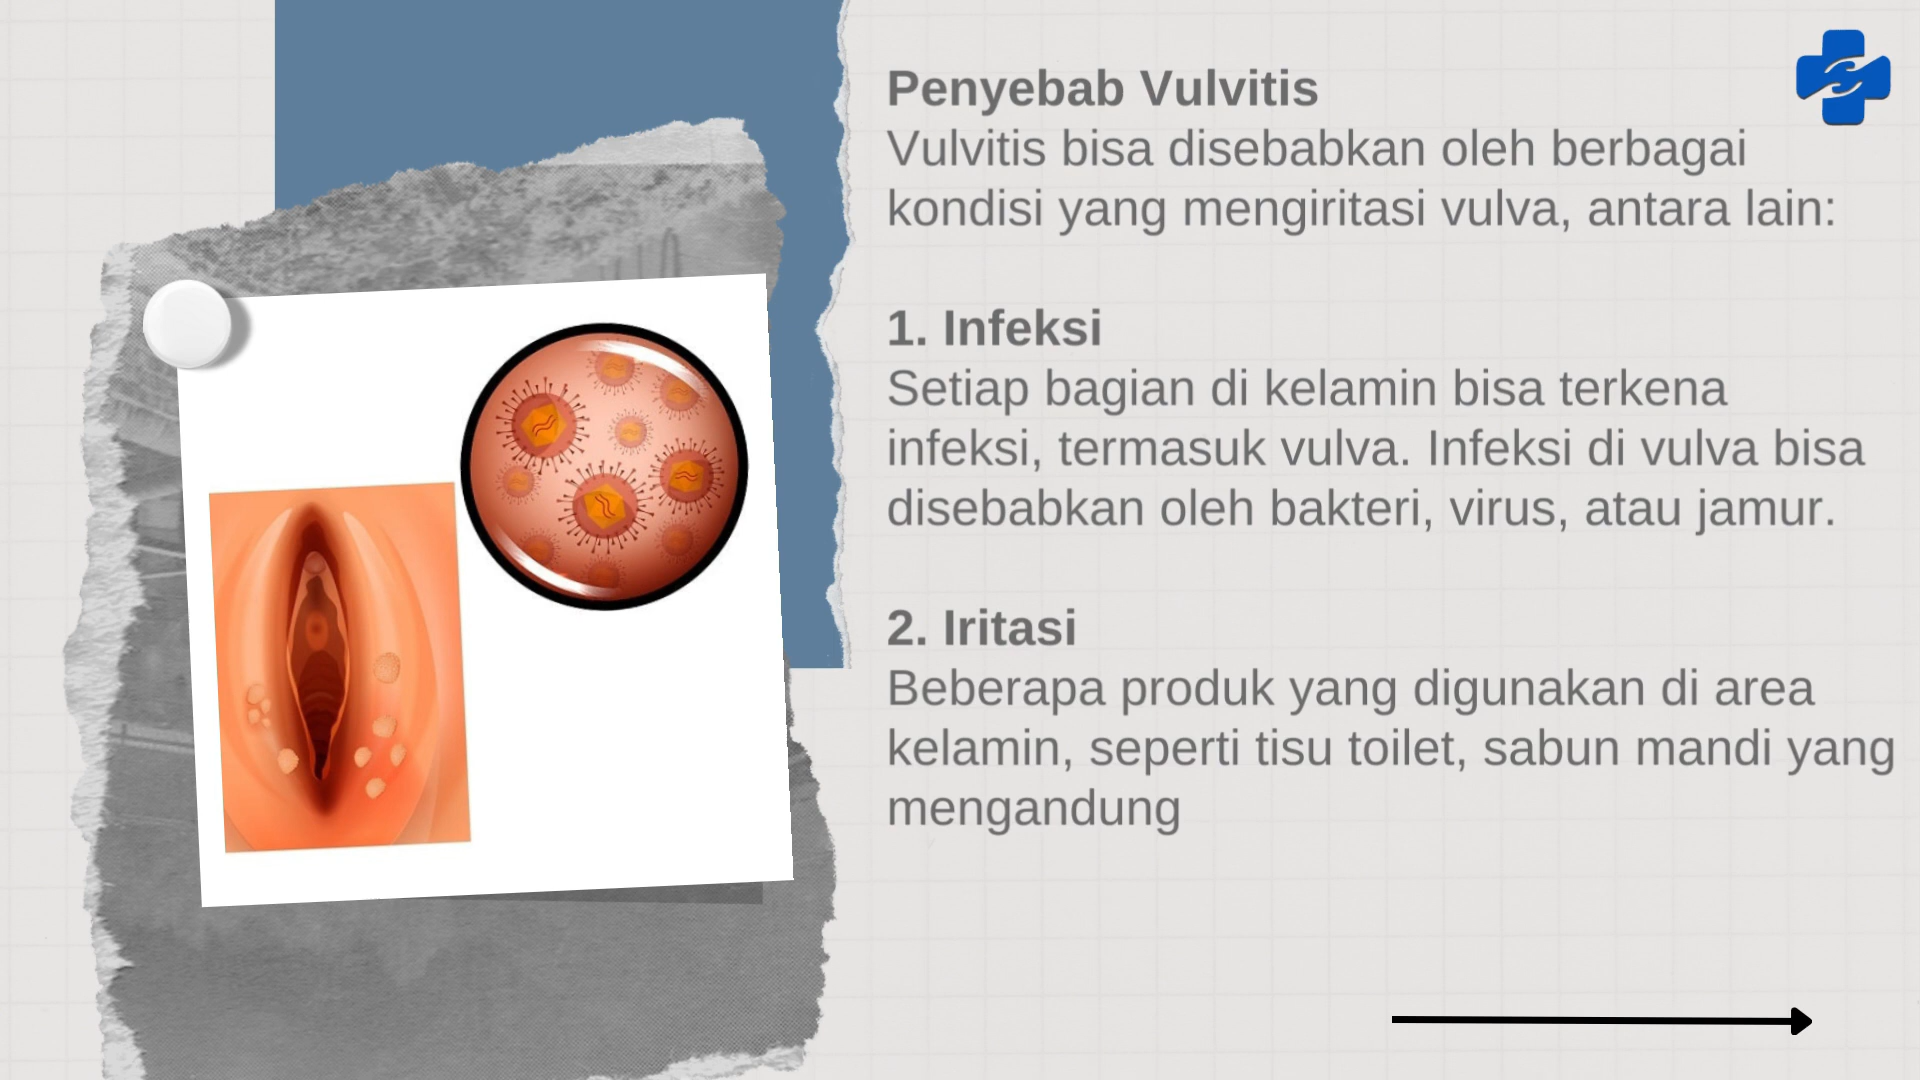 Penyebab Vulvitis
Vulvitis bisa disebabkan oleh berbagai
kondisi yang mengiritasi vulva, antara lain:
1. Infeksi
Setiap bagian di kelamin bisa terkena
infeksi, termasuk vulva. Infeksi di vulva bisa
disebabkan oleh bakteri, virus, atau jamur.
2. Iritasi
Beberapa produk yang digunakan di area
kelamin, seperti tisu toilet, sabun mandi yang
mengandung